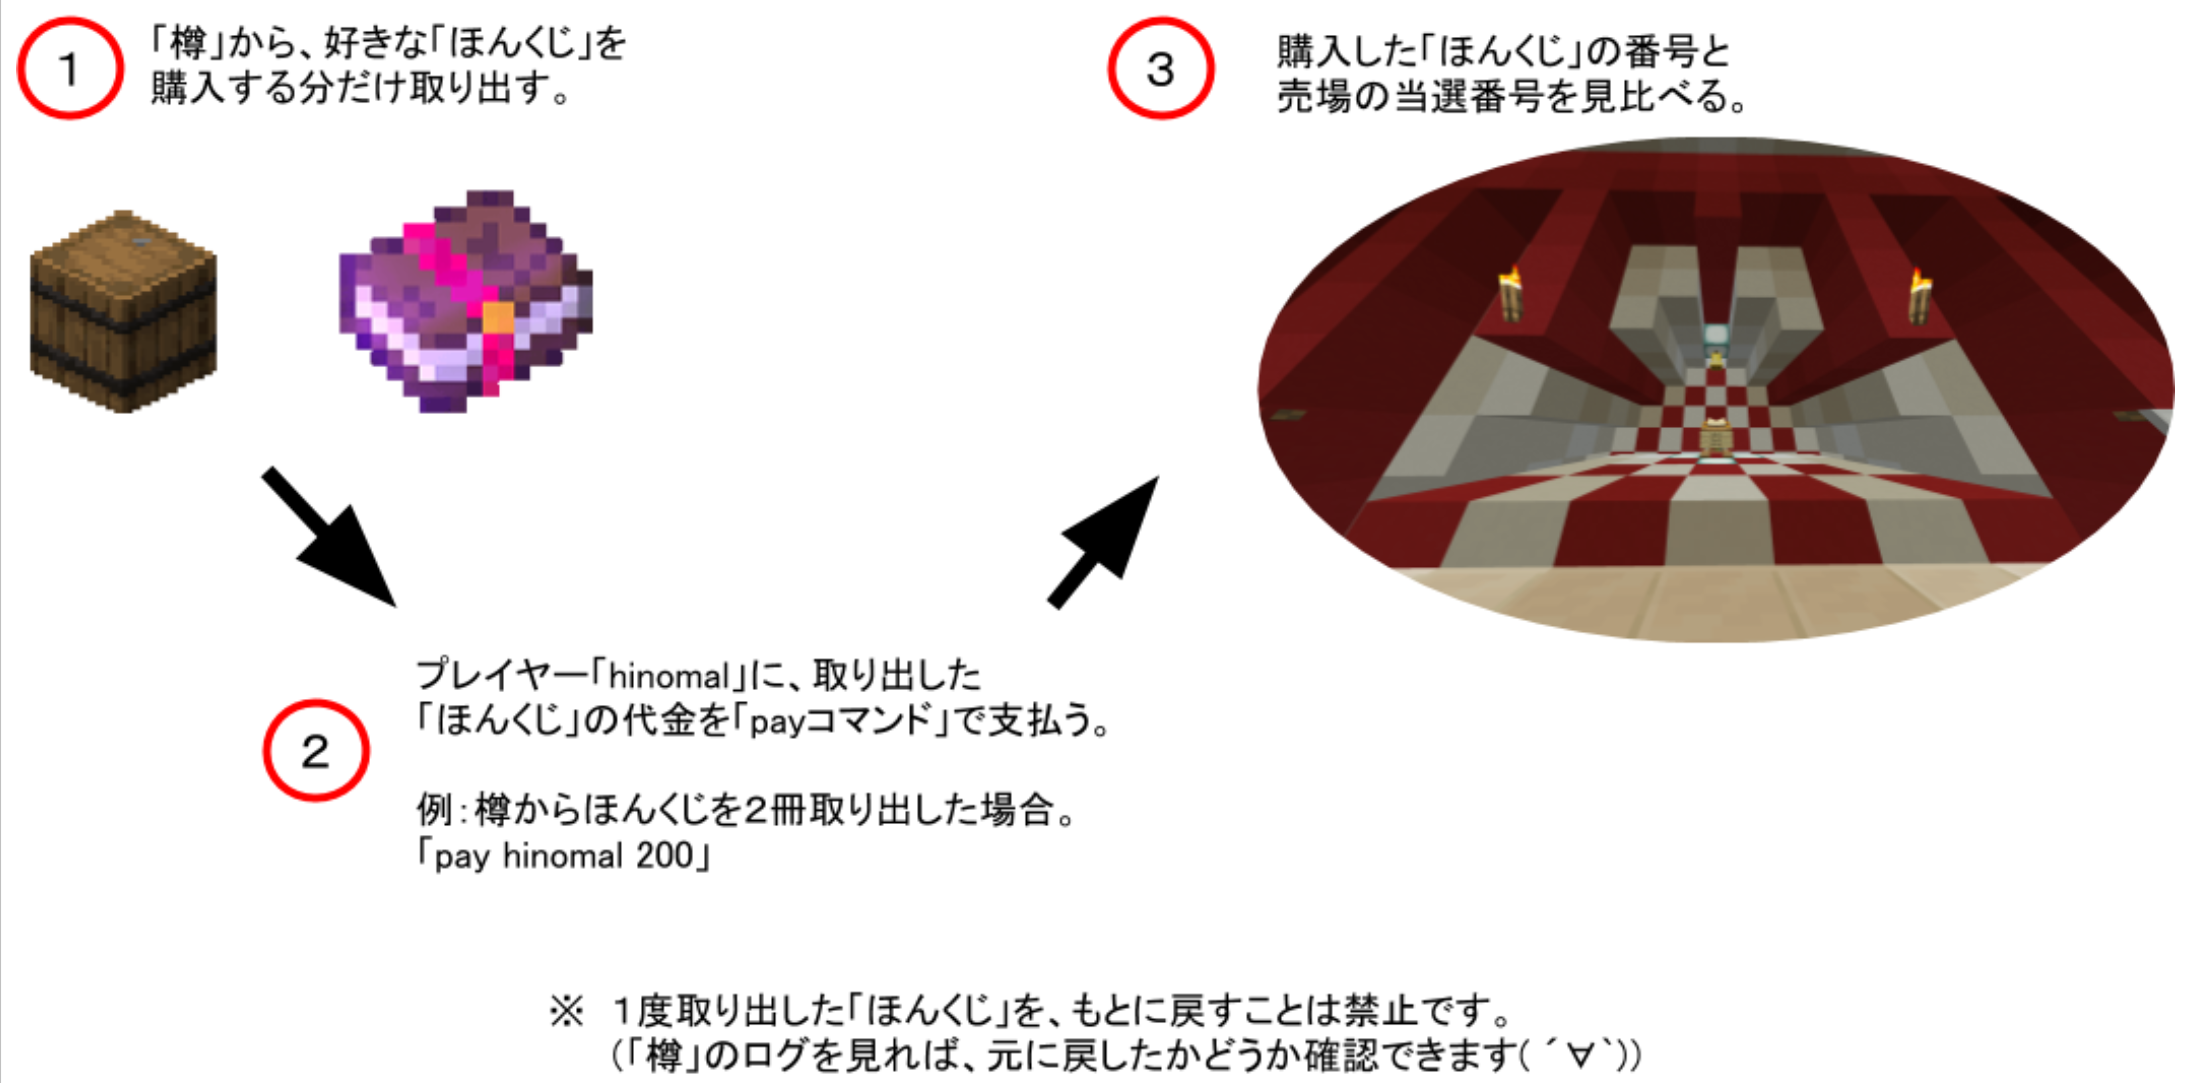 1
「樽」から、好きな「ほんくじ」を
購入する分だけ取り出す。
2
プレイヤー「hinomal」に、取り出した
「ほんくじ」の代金を「payコマンド」で支払う。
例：樽からほんくじを２冊取り出した場合。
「pay hinomal 200」
3
購入した「ほんくじ」の番号と
売場の当選番号を見比べる。
※　１度取り出した「ほんくじ」を、もとに戻すことは禁止です。
（「樽」のログを見れば、元に戻したかどうか確認できます( ´∀`)）